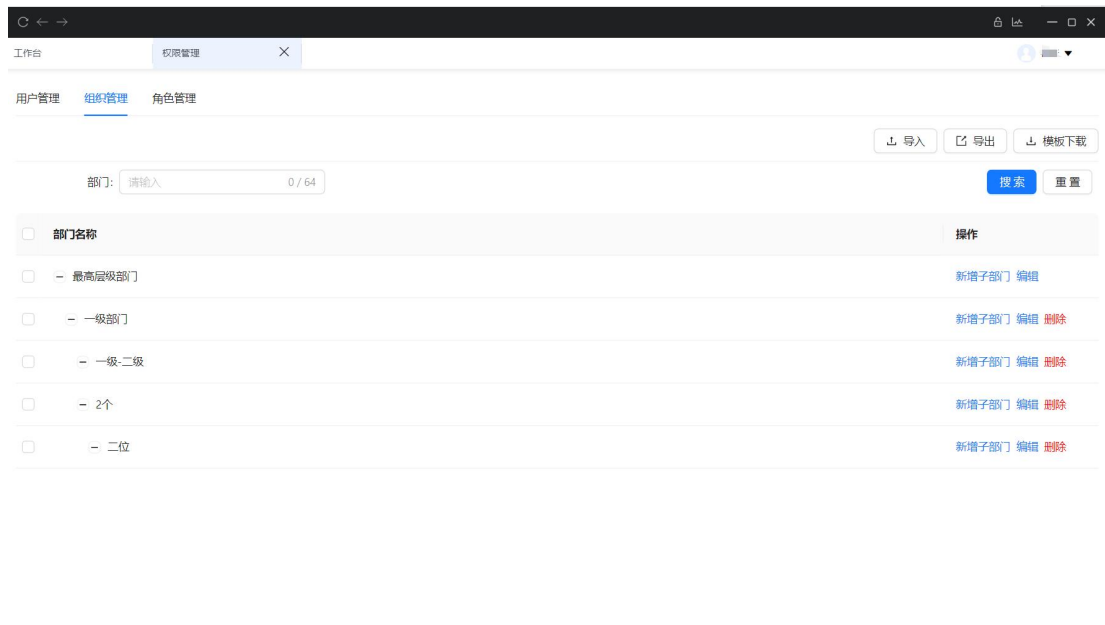 工作台 权限管理
用户管理 组织管理 角色管理
导入 导出 模板下载
部门: 请输入 0 / 64 搜索 重置
部门名称 操作
最高层级部门 新增子部门 编辑
一级部门 新增子部门 编辑 删除
一级-二级 新增子部门 编辑 删除
2个 新增子部门 编辑 删除
二位 新增子部门 编辑 删除